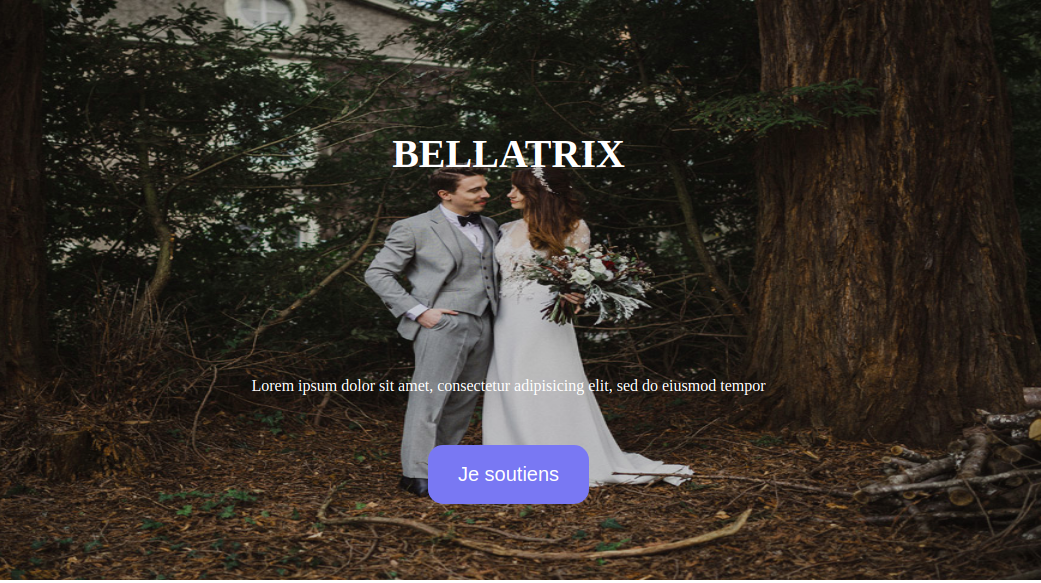 BELLATRIX
Lorem ipsum dolor sit amet, consectetur adipisicing elit, sed do eiusmod tempor
Je soutiens